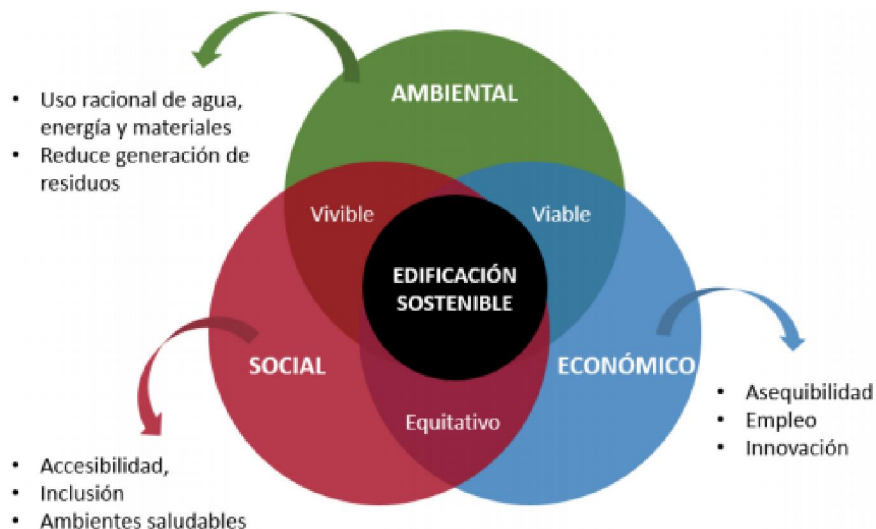 AMBIENTAL
• Uso racional de agua,
energía y materiales
• Reduce generación de
residuos
Vivible
Viable
EDIFICACIÓN
SOSTENIBLE
SOCIAL
ECONÓMICO
Equitativo
• Asequibilidad
• Empleo
• Innovación
• Accesibilidad,
• Inclusión
• Ambientes saludables